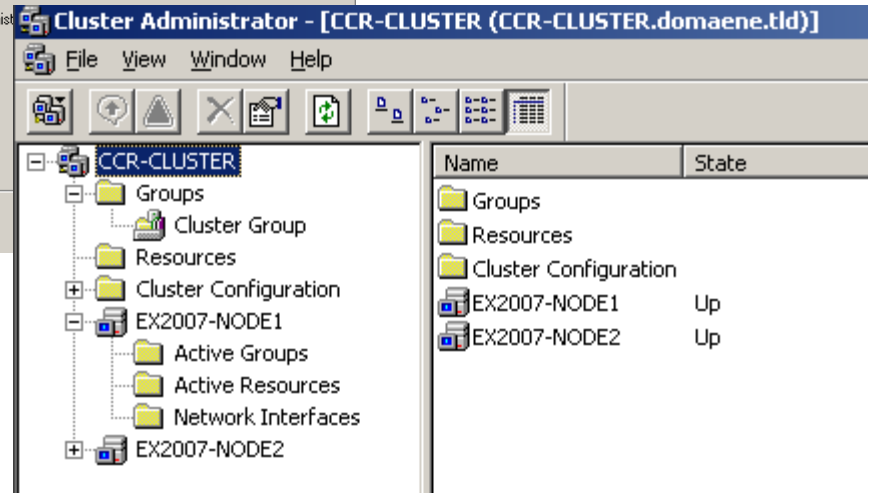 ist
Cluster Administrator - [CCR-CLUSTER (CCR-CLUSTER.domaene.tld)]
File View Window Help
CCR-CLUSTER
Groups
Cluster Group
Resources
Cluster Configuration
EX2007-NODE1
Active Groups
Active Resources
Network Interfaces
EX2007-NODE2
Name State
Groups
Resources
Cluster Configuration
EX2007-NODE1 Up
EX2007-NODE2 Up